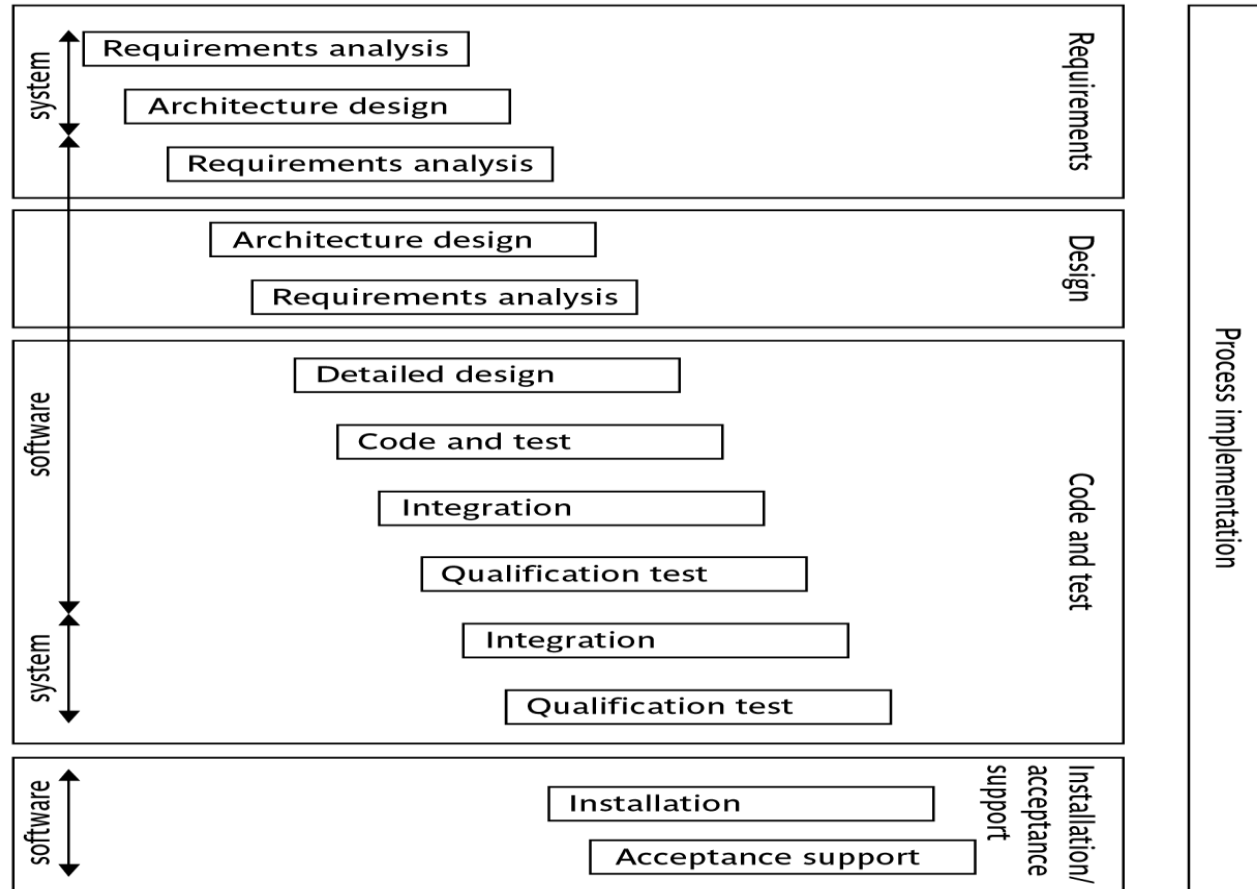 system
Requirements analysis
Architecture design
Requirements analysis
Requirements
Architecture design
Requirements analysis
Design
software
Detailed design
Code and test
Integration
Qualification test
system
Integration
Qualification test
Code and test
software
Installation
Acceptance support
Installation/
acceptance
support
Process implementation